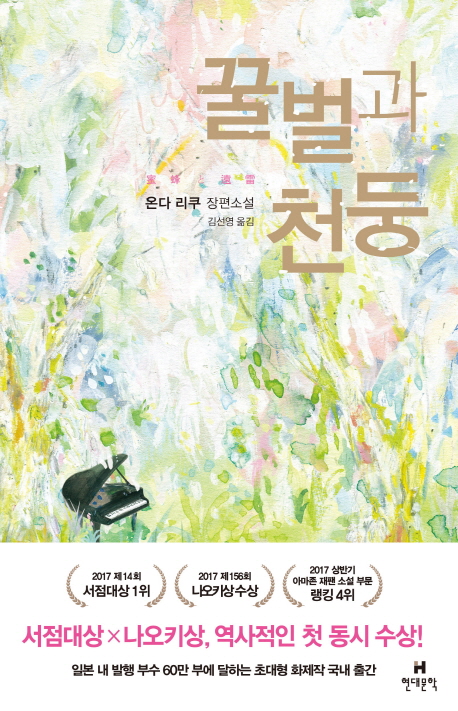 꿀벌과
천둥
蜜蜂と遠雷
온다 리쿠 장편소설
김선영 옮김
2017 제14회
서점대상 1위
2017 제156회
나오키상 수상
2017 상반기
아마존 재팬 소설 부문
랭킹 4위
서점대상×나오키상, 역사적인 첫 동시 수상!
일본 내 발행 부수 60만 부에 달하는 초대형 화제작 국내 출간
현대문학